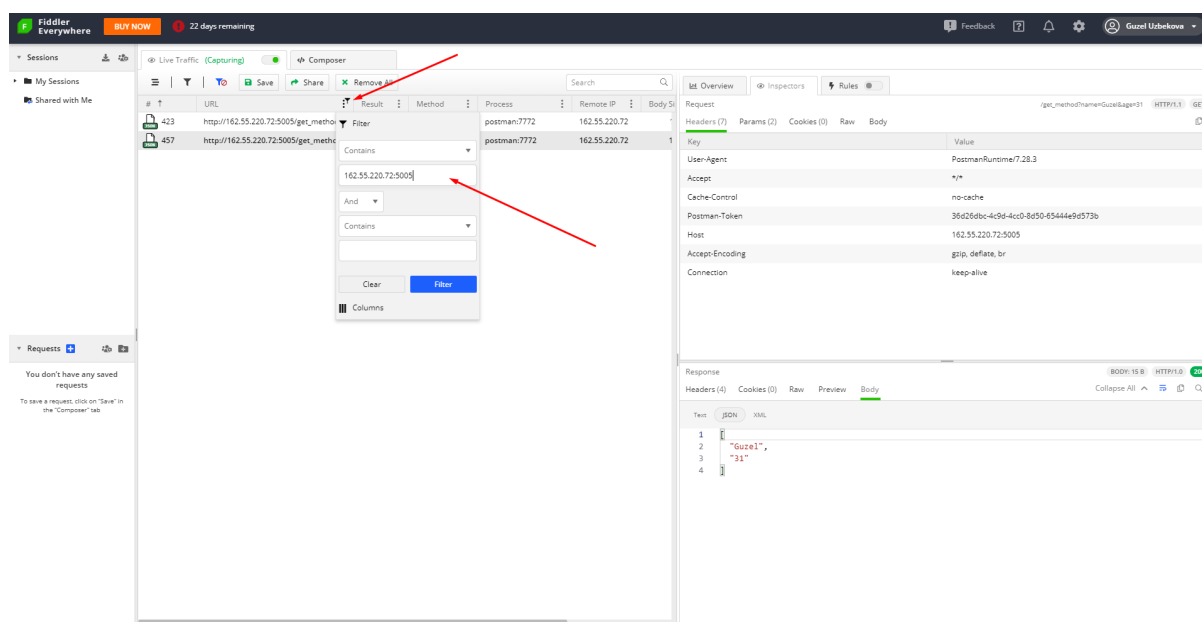 Fiddler Everywhere
BUY NOW
22 days remaining
Feedback
Guzel Uzbekova
Sessions
My Sessions
Shared with Me
Requests
You don't have any saved
requests
To save a request, click on "Save" in
the "Composer" tab
Live Traffic (Capturing)
Composer
Save
Share
Remove All
Search
# URL Result Method Process Remote IP Body Si
423 http://162.55.220.72:5005/get_metho postman:7772 162.55.220.72 1
457 http://162.55.220.72:5005/get_metho postman:7772 162.55.220.72 1
Filter
Contains
162.55.220.72:5005
And
Contains
Clear
Filter
Columns
Overview
Inspectors
Rules
Request /get_method?name=Guzel&age=31 HTTP/1.1 GE
Headers (7) Params (2) Cookies (0) Raw Body
Key Value
User-Agent PostmanRuntime/7.28.3
Accept */*
Cache-Control no-cache
Postman-Token 36d26dbc-4c9d-4cc0-8d50-65444e9d573b
Host 162.55.220.72:5005
Accept-Encoding gzip, deflate, br
Connection keep-alive
Response BODY: 15 B HTTP/1.0 200
Headers (4) Cookies (0) Raw Preview Body Collapse All
Text JSON XML
1 [
2 "Guzel",
3 "31"
4 ]